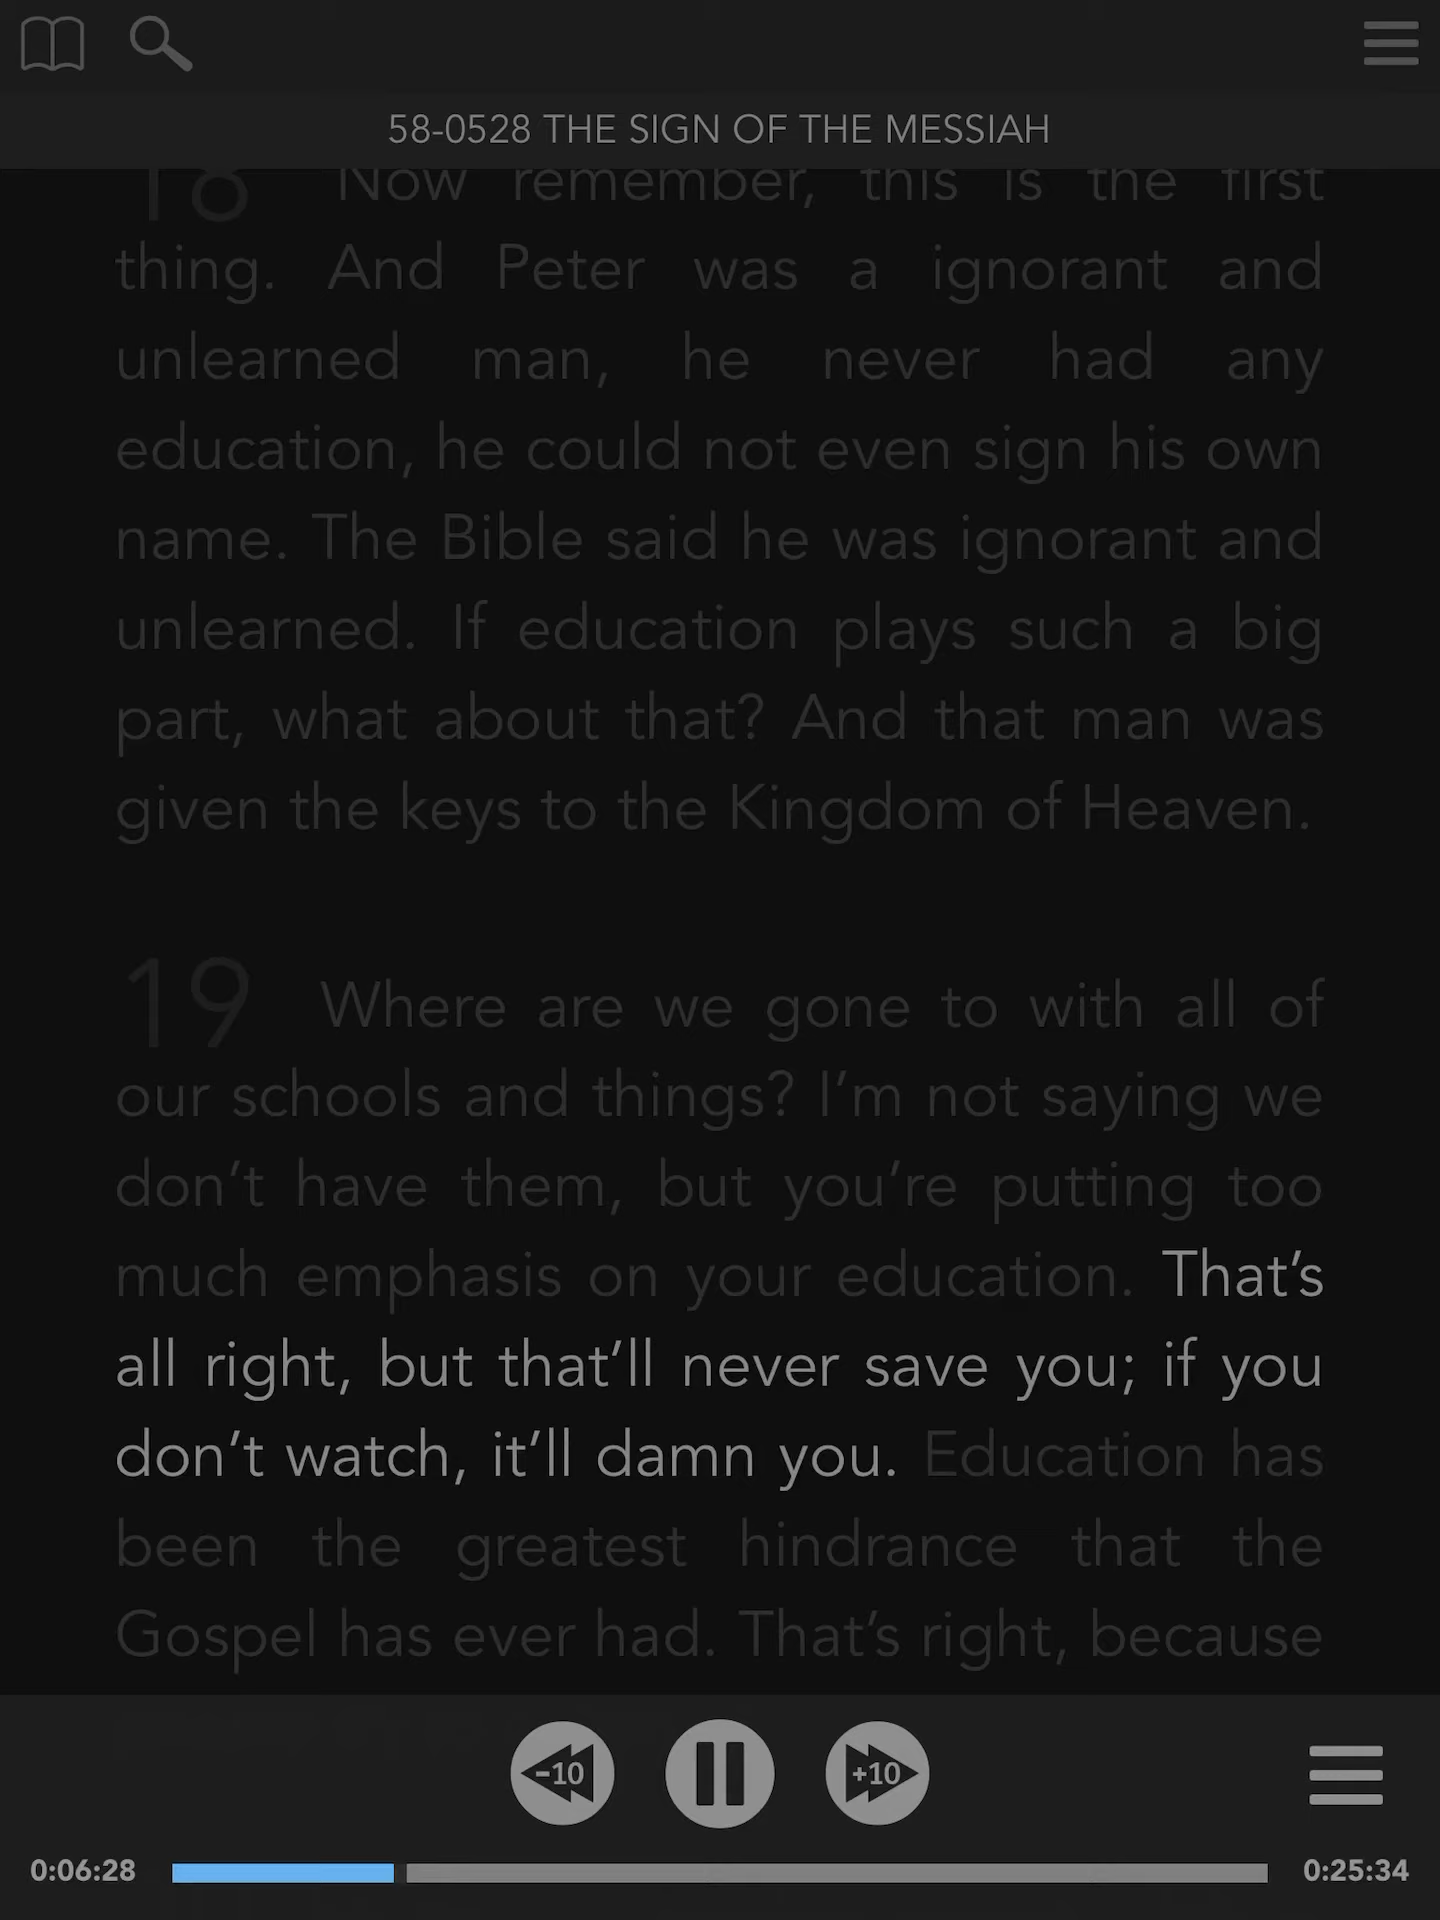 58-0528 THE SIGN OF THE MESSIAH
18 Now remember, this is the first
thing. And Peter was a ignorant and
unlearned man, he never had any
education, he could not even sign his own
name. The Bible said he was ignorant and
unlearned. If education plays such a big
part, what about that? And that man was
given the keys to the Kingdom of Heaven.
19 Where are we gone to with all of
our schools and things? I’m not saying we
don’t have them, but you’re putting too
much emphasis on your education. That’s
all right, but that’ll never save you; if you
don’t watch, it’ll damn you. Education has
been the greatest hindrance that the
Gospel has ever had. That’s right, because
-10 +10
0:06:28 0:25:34